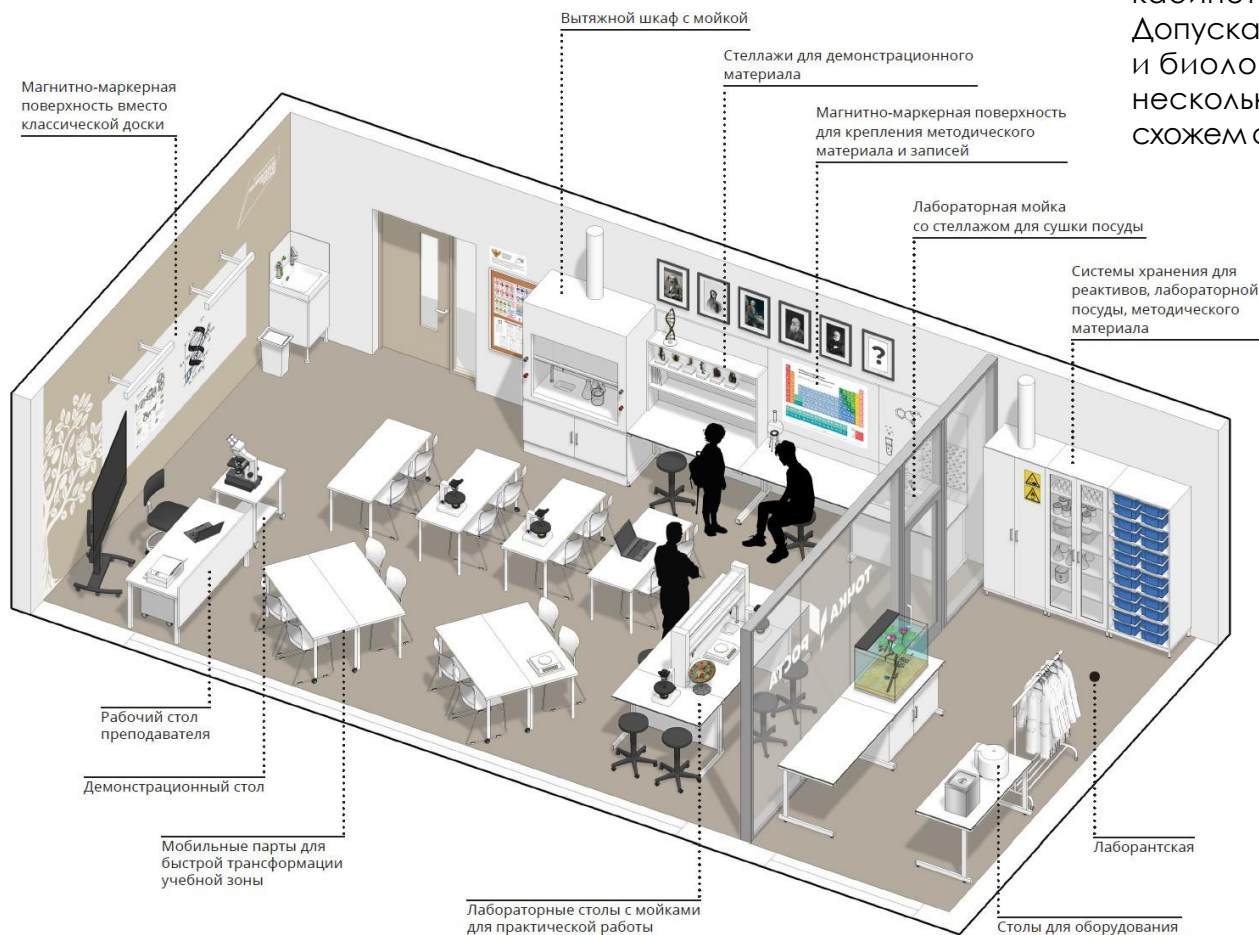 Допуска
и биоло
нескольк
схожем
Вытяжной шкаф с мойкой
Стеллажи для демонстрационного
материала
Магнитно-маркерная
поверхность вместо
классической доски
Магнитно-маркерная поверхность
для крепления методического
материала и записей
Лабораторная мойка
со стеллажом для сушки посуды
Системы хранения для
реактивов, лабораторной
посуды, методического
материала
?
ТОЧКА
РОСТА
Рабочий стол
преподавателя
Демонстрационный стол
Мобильные парты для
быстрой трансформации
учебной зоны
Лабораторные столы с мойками
для практической работы
Лаборантская
Столы для оборудования